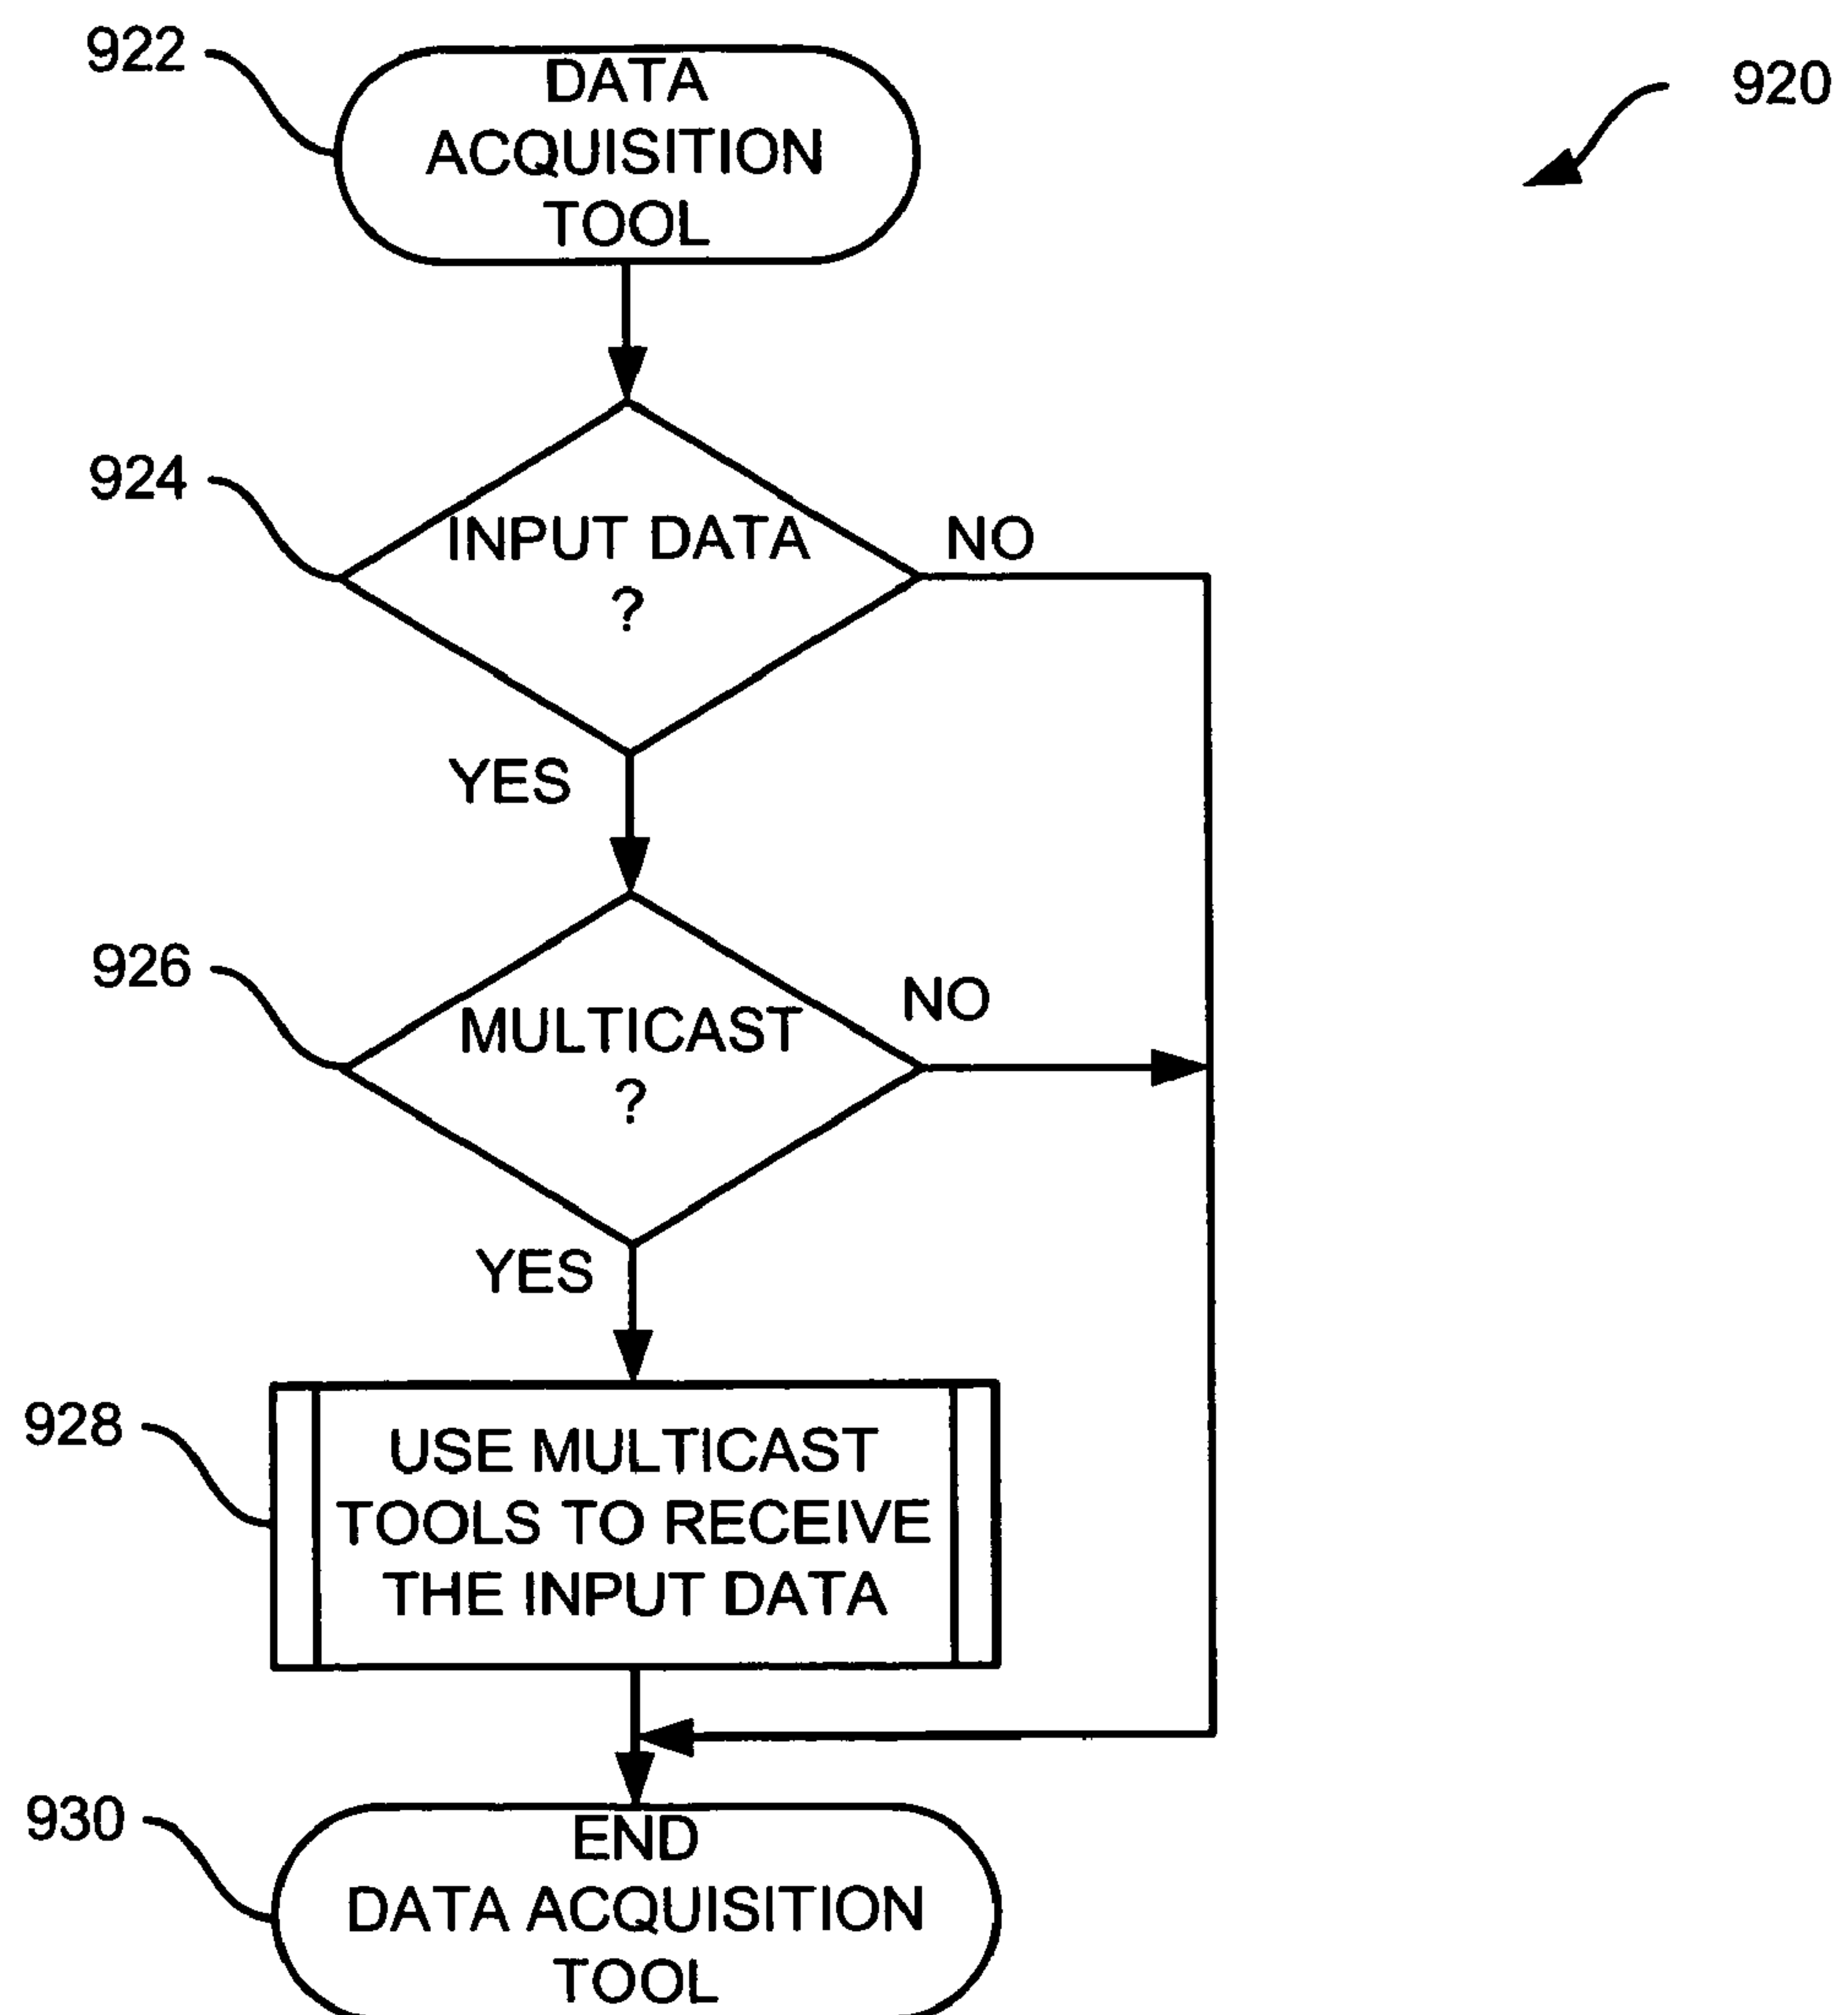 922
DATA
ACQUISITION
TOOL
920
924
INPUT DATA
?
NO
YES
926
MULTICAST
?
NO
YES
928
USE MULTICAST
TOOLS TO RECEIVE
THE INPUT DATA
930
END
DATA ACQUISITION
TOOL